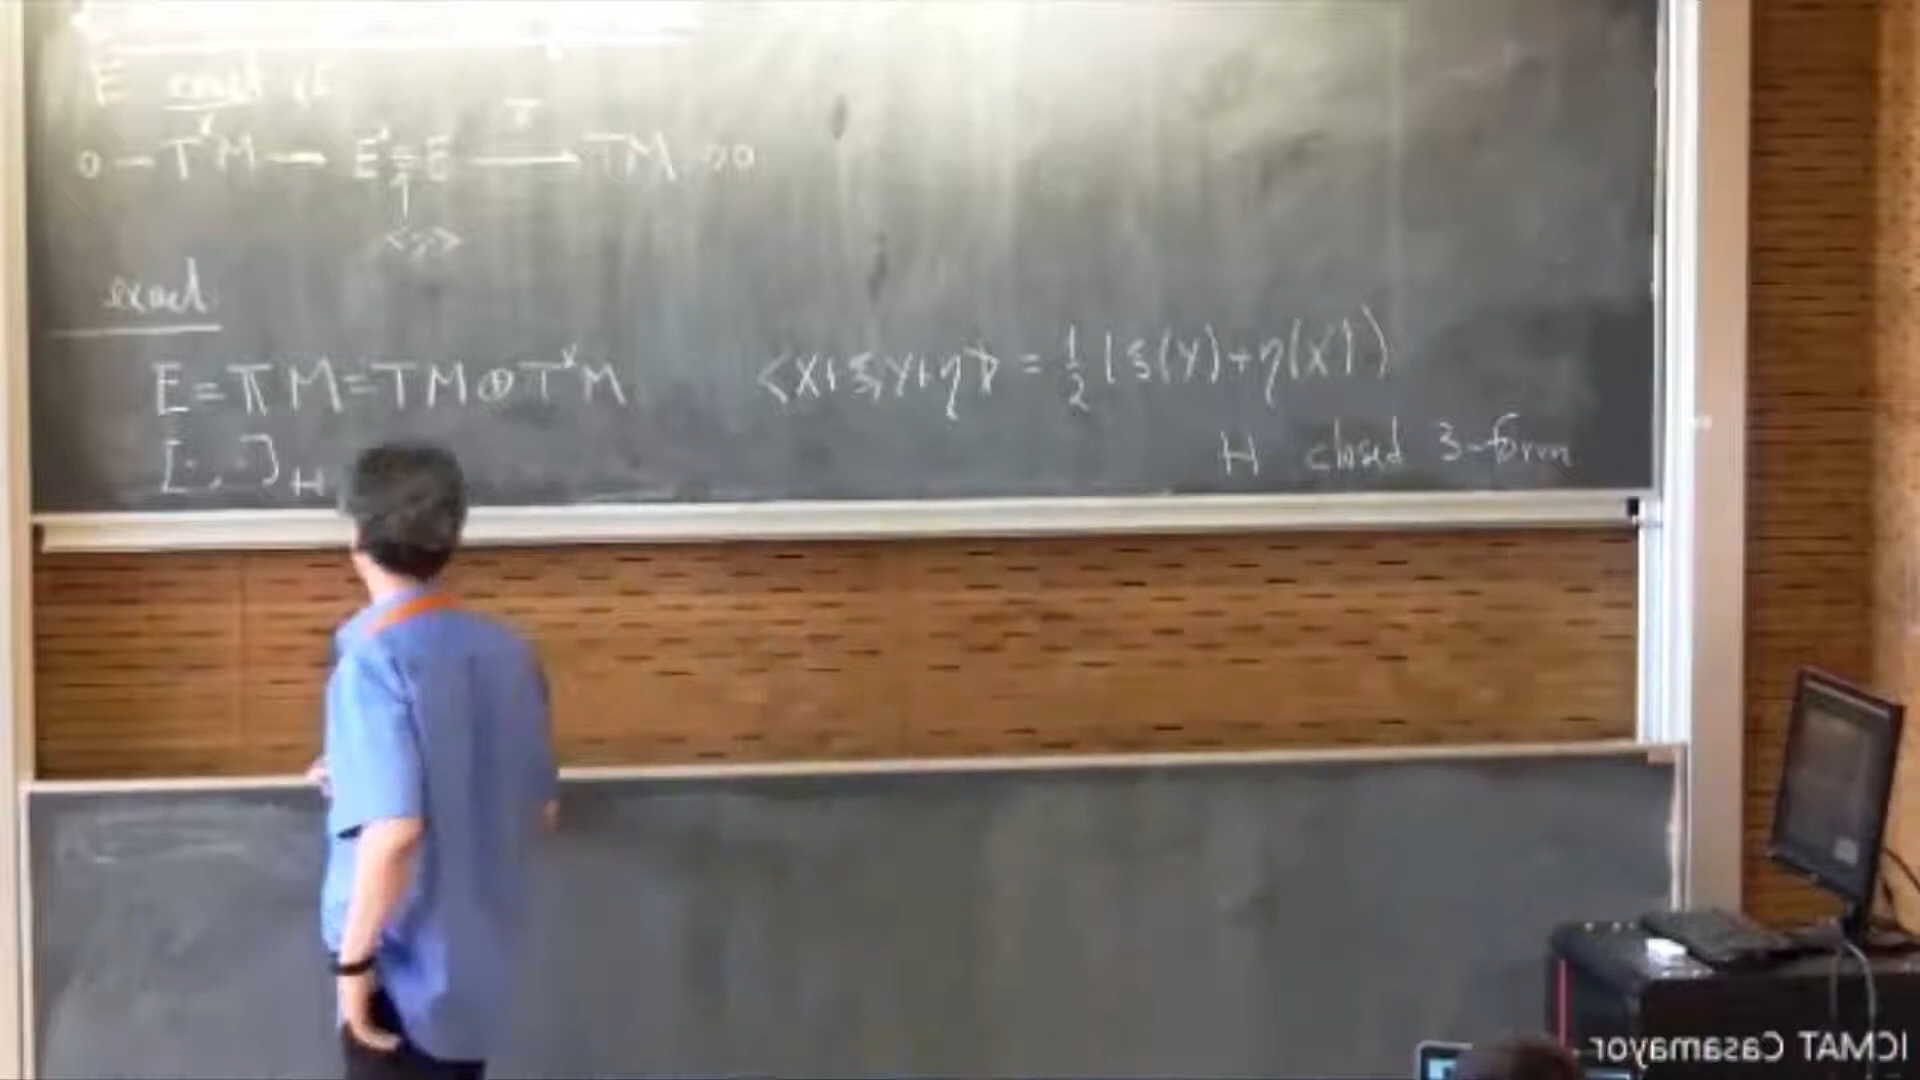 E exact if
0 — T*M — E*≅E —π→ TM → 0
↑
<,>
exact
E = 𝕋M = TM ⊕ T*M <X+ξ, Y+η> = 1/2 (ξ(Y)+η(X))
[·,·]_H H closed 3-form
ICMAT Casamayor